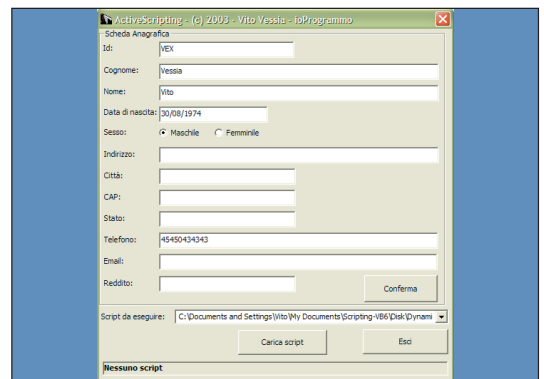 ActiveScripting - (c) 2003 - Vito Vessia - ioProgrammo
Scheda Anagrafica
Id: VEX
Cognome: Vessia
Nome: Vito
Data di nascita: 30/08/1974
Sesso: Maschile Femminile
Indirizzo:
Città:
CAP:
Stato:
Telefono: 45450434343
Email:
Reddito:
Conferma
Script da eseguire: C:\Documents and Settings\Vito\My Documents\Scripting-VB6\Disk\Dynami
Carica script Esci
Nessuno script